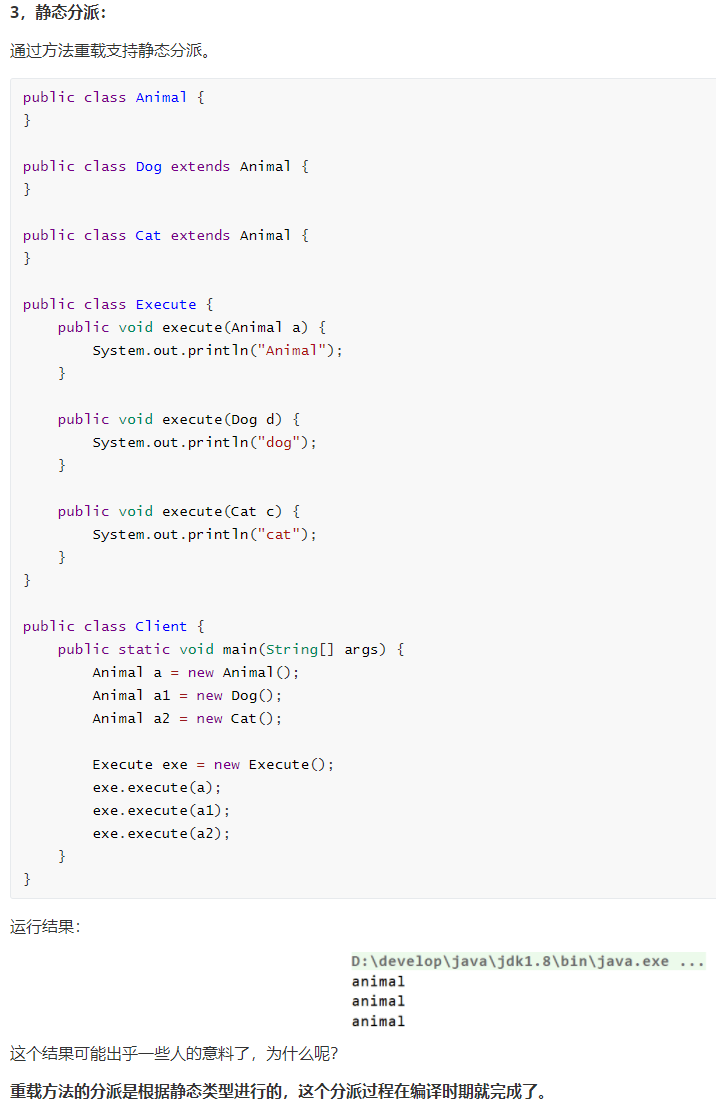 3，静态分派：
通过方法重载支持静态分派。
public class Animal {
}
public class Dog extends Animal {
}
public class Cat extends Animal {
}
public class Execute {
    public void execute(Animal a) {
        System.out.println("Animal");
    }
    public void execute(Dog d) {
        System.out.println("dog");
    }
    public void execute(Cat c) {
        System.out.println("cat");
    }
}
public class Client {
    public static void main(String[] args) {
        Animal a = new Animal();
        Animal a1 = new Dog();
        Animal a2 = new Cat();
        Execute exe = new Execute();
        exe.execute(a);
        exe.execute(a1);
        exe.execute(a2);
    }
}
运行结果：
D:\develop\java\jdk1.8\bin\java.exe ...
animal
animal
animal
这个结果可能出乎一些人的意料了，为什么呢？
重载方法的分派是根据静态类型进行的，这个分派过程在编译时期就完成了。